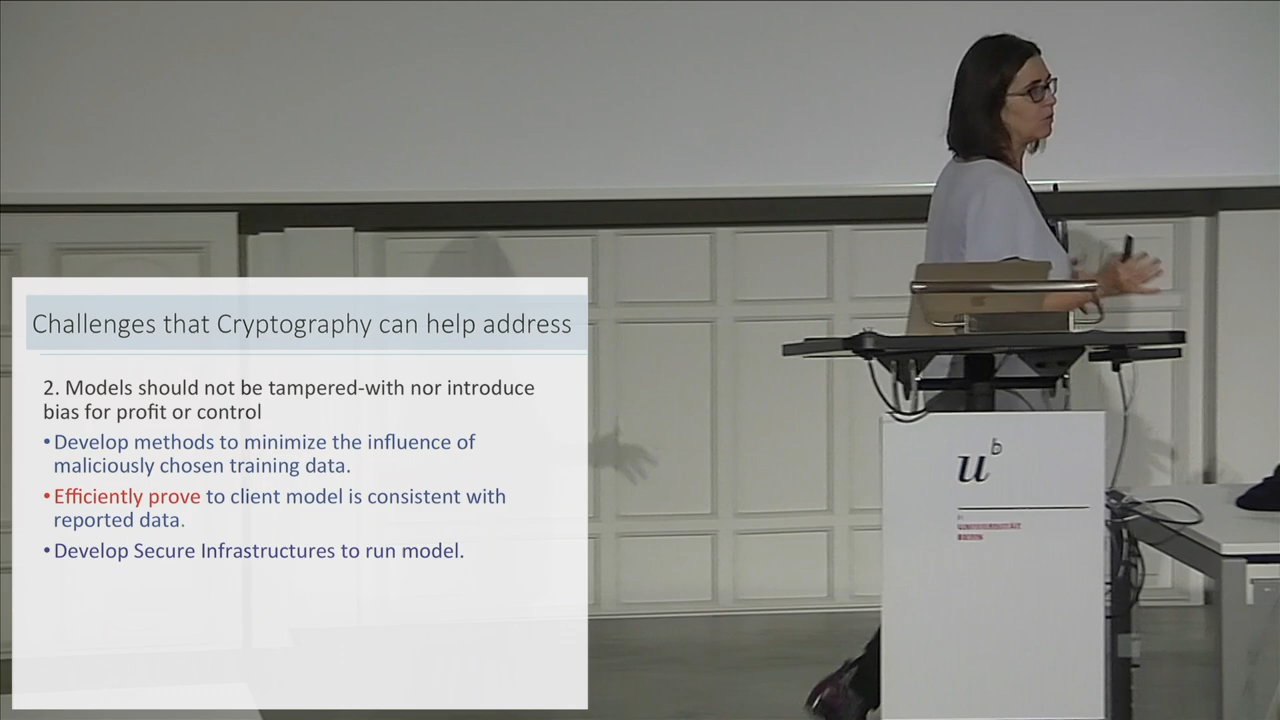 Challenges that Cryptography can help address
2. Models should not be tampered-with nor introduce
bias for profit or control
•Develop methods to minimize the influence of
maliciously chosen training data.
•Efficiently prove to client model is consistent with
reported data.
•Develop Secure Infrastructures to run model.
u
b